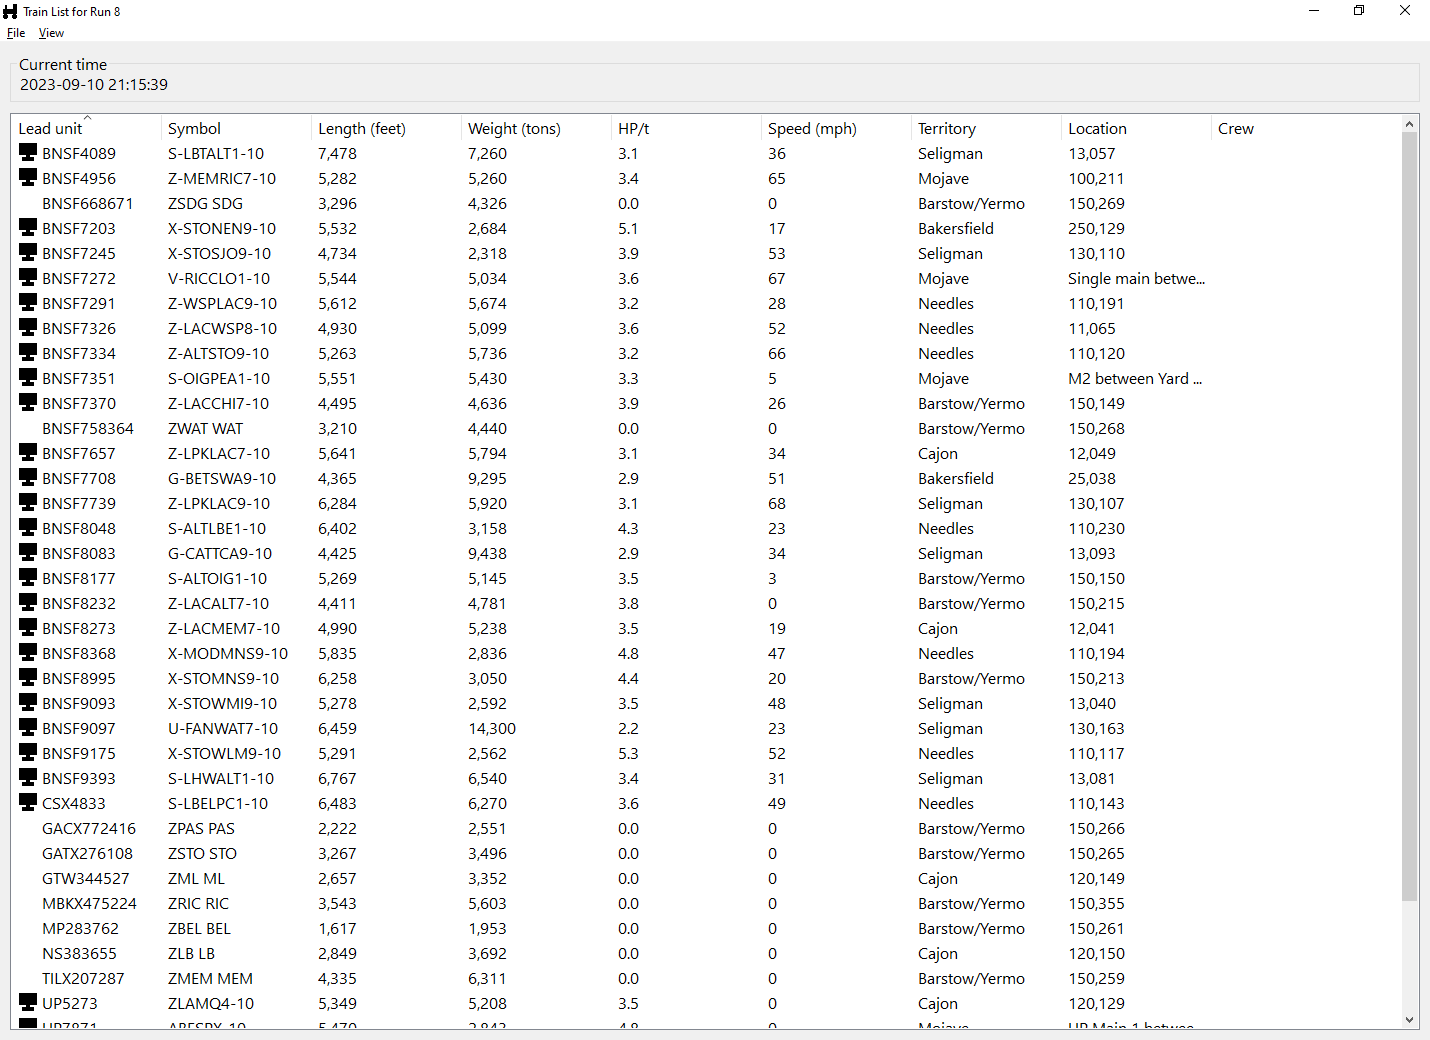 Train List for Run 8
File View
Current time
2023-09-10 21:15:39
Lead unit Symbol Length (feet) Weight (tons) HP/t Speed (mph) Territory Location Crew
BNSF4089 S-LBTALT1-10 7,478 7,260 3.1 36 Seligman 13,057
BNSF4956 Z-MEMRIC7-10 5,282 5,260 3.4 65 Mojave 100,211
BNSF668671 ZSDG SDG 3,296 4,326 0.0 0 Barstow/Yermo 150,269
BNSF7203 X-STONEN9-10 5,532 2,684 5.1 17 Bakersfield 250,129
BNSF7245 X-STOSJO9-10 4,734 2,318 3.9 53 Seligman 130,110
BNSF7272 V-RICCLO1-10 5,544 5,034 3.6 67 Mojave Single main betwe...
BNSF7291 Z-WSPLAC9-10 5,612 5,674 3.2 28 Needles 110,191
BNSF7326 Z-LACWSP8-10 4,930 5,099 3.6 52 Needles 11,065
BNSF7334 Z-ALTSTO9-10 5,263 5,736 3.2 66 Needles 110,120
BNSF7351 S-OIGPEA1-10 5,551 5,430 3.3 5 Mojave M2 between Yard ...
BNSF7370 Z-LACCHI7-10 4,495 4,636 3.9 26 Barstow/Yermo 150,149
BNSF758364 ZWAT WAT 3,210 4,440 0.0 0 Barstow/Yermo 150,268
BNSF7657 Z-LPKLAC7-10 5,641 5,794 3.1 34 Cajon 12,049
BNSF7708 G-BETSWA9-10 4,365 9,295 2.9 51 Bakersfield 25,038
BNSF7739 Z-LPKLAC9-10 6,284 5,920 3.1 68 Seligman 130,107
BNSF8048 S-ALTLBE1-10 6,402 3,158 4.3 23 Needles 110,230
BNSF8083 G-CATTCA9-10 4,425 9,438 2.9 34 Seligman 13,093
BNSF8177 S-ALTOIG1-10 5,269 5,145 3.5 3 Barstow/Yermo 150,150
BNSF8232 Z-LACALT7-10 4,411 4,781 3.8 0 Barstow/Yermo 150,215
BNSF8273 Z-LACMEM7-10 4,990 5,238 3.5 19 Cajon 12,041
BNSF8368 X-MODMNS9-10 5,835 2,836 4.8 47 Needles 110,194
BNSF8995 X-STOMNS9-10 6,258 3,050 4.4 20 Barstow/Yermo 150,213
BNSF9093 X-STOWMI9-10 5,278 2,592 3.5 48 Seligman 13,040
BNSF9097 U-FANWAT7-10 6,459 14,300 2.2 23 Seligman 130,163
BNSF9175 X-STOWLM9-10 5,291 2,562 5.3 52 Needles 110,117
BNSF9393 S-LHWALT1-10 6,767 6,540 3.4 31 Seligman 13,081
CSX4833 S-LBELPC1-10 6,483 6,270 3.6 49 Needles 110,143
GACX772416 ZPAS PAS 2,222 2,551 0.0 0 Barstow/Yermo 150,266
GATX276108 ZSTO STO 3,267 3,496 0.0 0 Barstow/Yermo 150,265
GTW344527 ZML ML 2,657 3,352 0.0 0 Cajon 120,149
MBKX475224 ZRIC RIC 3,543 5,603 0.0 0 Barstow/Yermo 150,355
MP283762 ZBEL BEL 1,617 1,953 0.0 0 Barstow/Yermo 150,261
NS383655 ZLB LB 2,849 3,692 0.0 0 Cajon 120,150
TILX207287 ZMEM MEM 4,335 6,311 0.0 0 Barstow/Yermo 150,259
UP5273 ZLAMQ4-10 5,349 5,208 3.5 0 Cajon 120,129